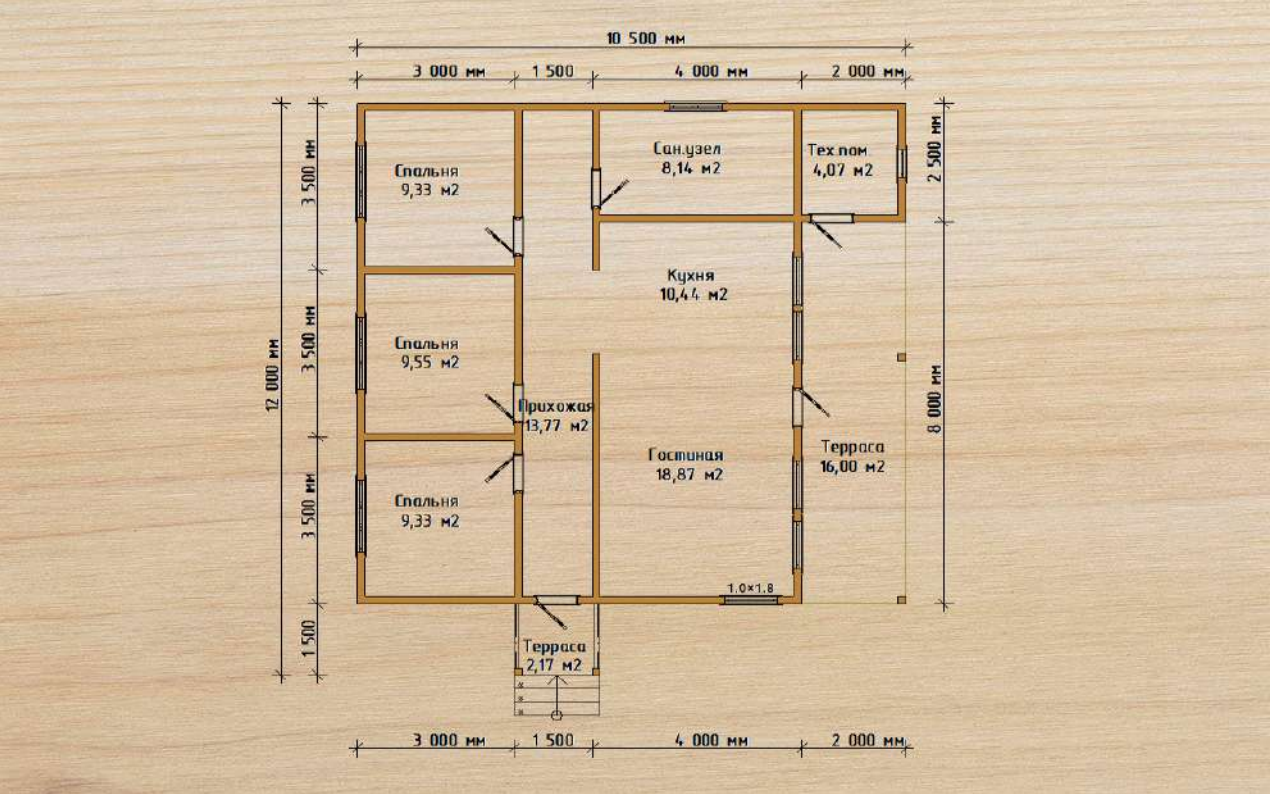 10 500 мм
3 000 мм
1 500
4 000 мм
2 000 мм
12 000 мм
3 500 мм
3 500 мм
3 500 мм
1 500
2 500 мм
8 000 мм
Спальня
9,33 м2
Сан.узел
8,14 м2
Тех.пом.
4,07 м2
Кухня
10,44 м2
Спальня
9,55 м2
Прихожая
13,77 м2
Гостиная
18,87 м2
Терраса
16,00 м2
Спальня
9,33 м2
1.0×1.8
Терраса
2,17 м2
3 000 мм
1 500
4 000 мм
2 000 мм